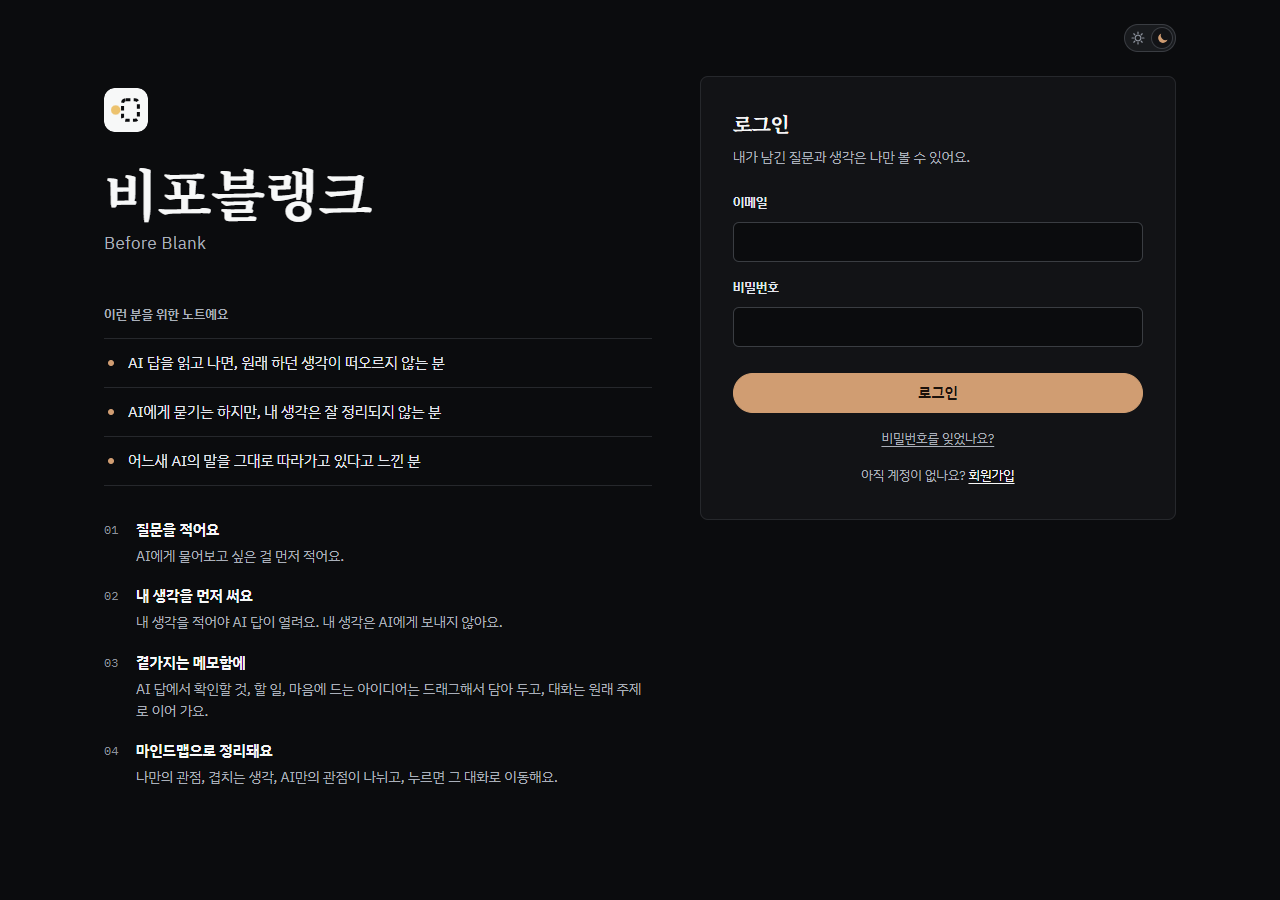 비포블랭크
Before Blank
이런 분을 위한 노트예요
AI 답을 읽고 나면, 원래 하던 생각이 떠오르지 않는 분
AI에게 묻기는 하지만, 내 생각은 잘 정리되지 않는 분
어느새 AI의 말을 그대로 따라가고 있다고 느낀 분
01 질문을 적어요
AI에게 물어보고 싶은 걸 먼저 적어요.
02 내 생각을 먼저 써요
내 생각을 적어야 AI 답이 열려요. 내 생각은 AI에게 보내지 않아요.
03 곁가지는 메모함에
AI 답에서 확인할 것, 할 일, 마음에 드는 아이디어는 드래그해서 담아 두고, 대화는 원래 주제
로 이어 가요.
04 마인드맵으로 정리돼요
나만의 관점, 겹치는 생각, AI만의 관점이 나뉘고, 누르면 그 대화로 이동해요.
로그인
내가 남긴 질문과 생각은 나만 볼 수 있어요.
이메일
비밀번호
로그인
비밀번호를 잊었나요?
아직 계정이 없나요? 회원가입